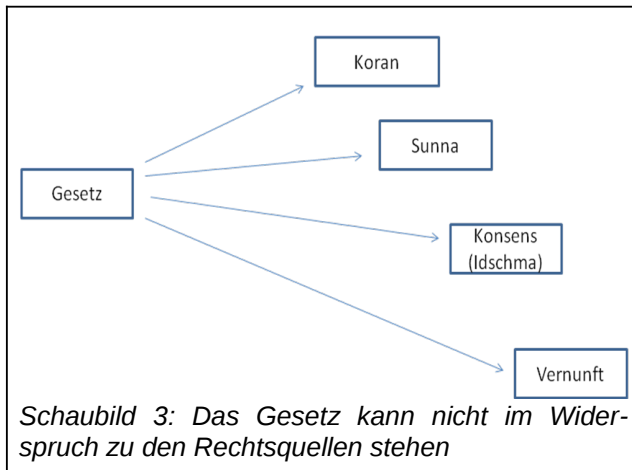 Koran
Sunna
Gesetz
Konsens
(Idschma)
Vernunft
Schaubild 3: Das Gesetz kann nicht im Wider-
spruch zu den Rechtsquellen stehen